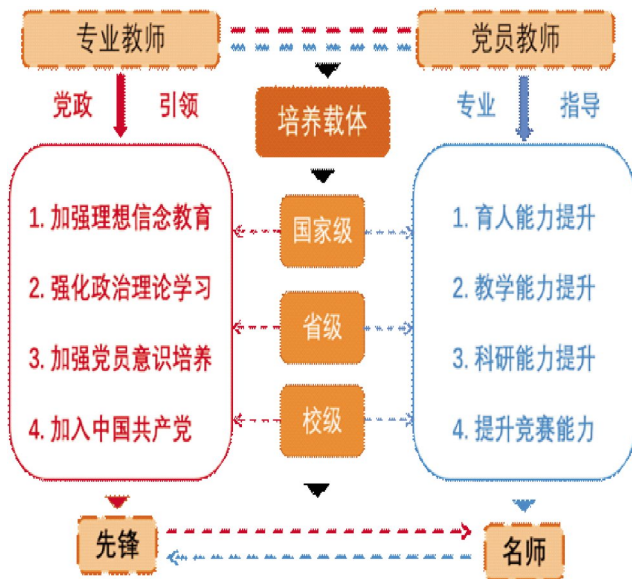 专业教师
党员教师
党政 引领
培养载体
专业 指导
1. 加强理想信念教育
2. 强化政治理论学习
3. 加强党员意识培养
4. 加入中国共产党
国家级
省级
校级
1. 育人能力提升
2. 教学能力提升
3. 科研能力提升
4. 提升竞赛能力
先锋
名师